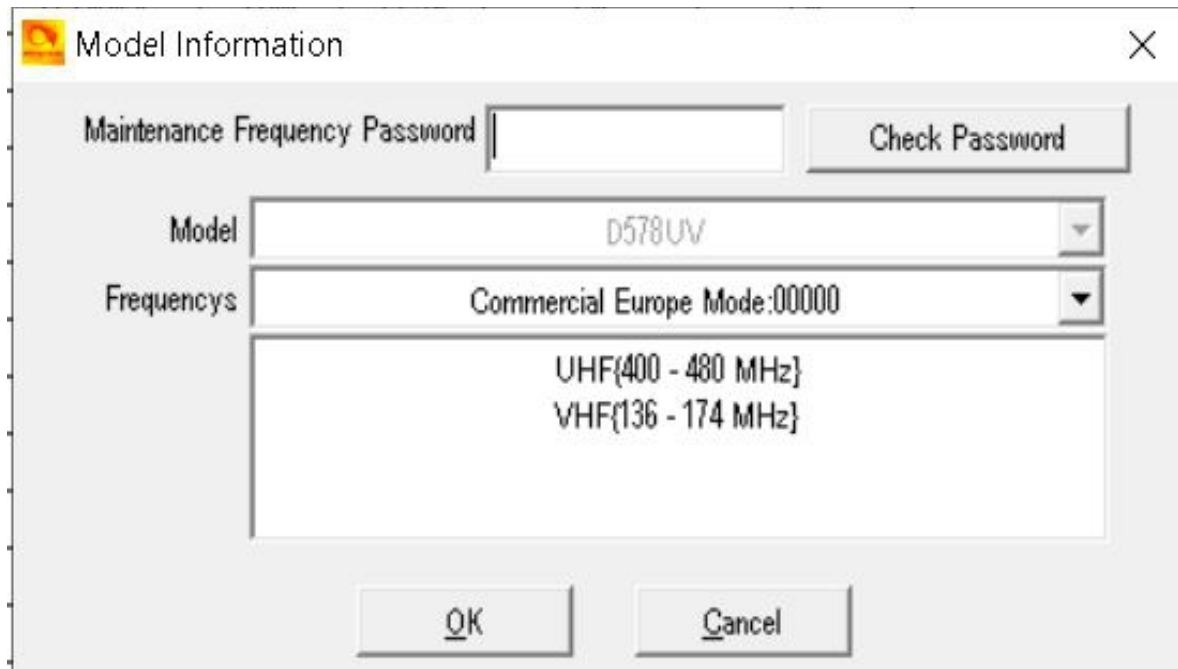 Model Information
Maintenance Frequency Password
Check Password
Model
D578UV
Frequencys
Commercial Europe Mode:00000
UHF{400 - 480 MHz}
VHF{136 - 174 MHz}
OK
Cancel